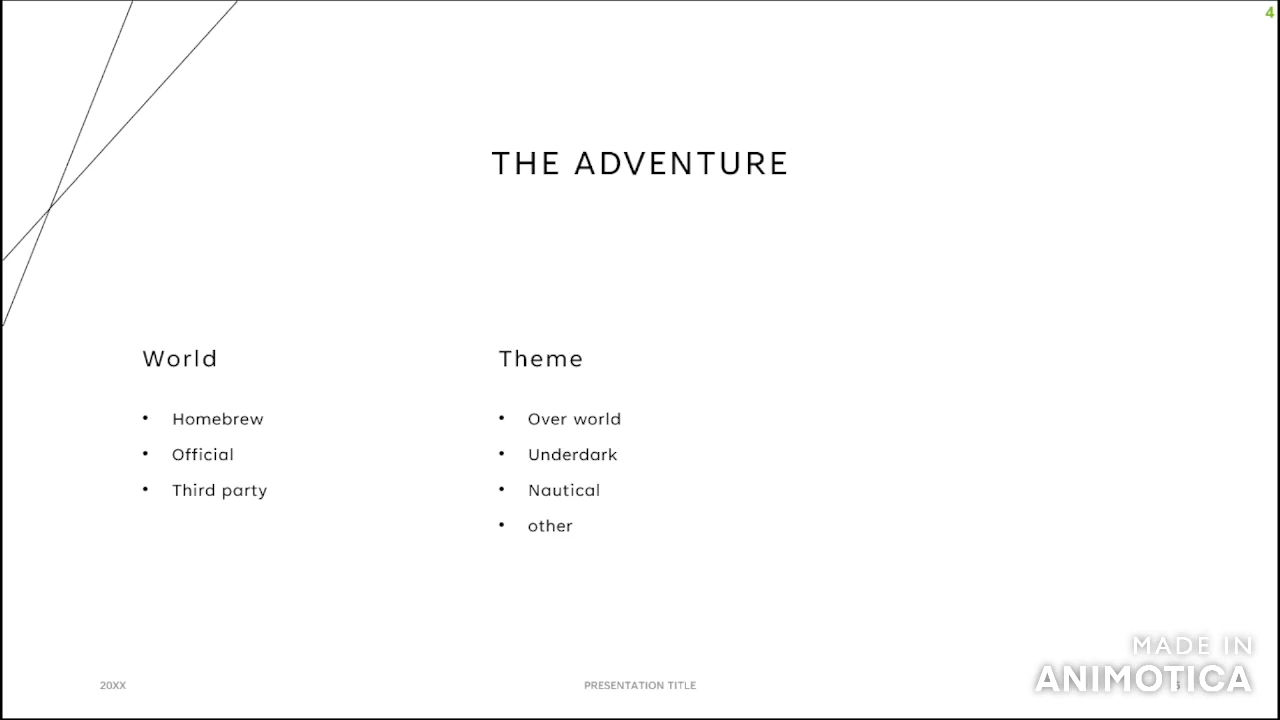 4
THE ADVENTURE
World
• Homebrew
• Official
• Third party
Theme
• Over world
• Underdark
• Nautical
• other
20XX
PRESENTATION TITLE
MADE IN
ANIMOTICA